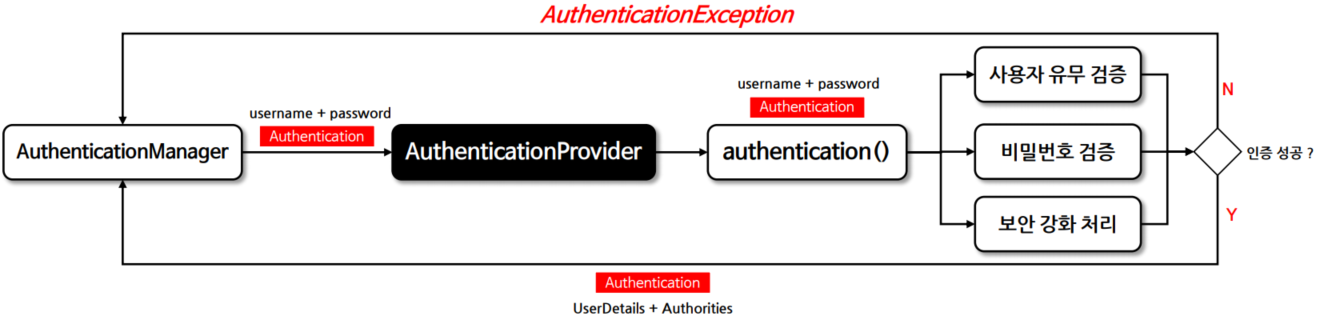 AuthenticationException
username + password
Authentication
AuthenticationManager
AuthenticationProvider
username + password
Authentication
authentication()
사용자 유무 검증
비밀번호 검증
보안 강화 처리
N
인증 성공 ?
Y
Authentication
UserDetails + Authorities